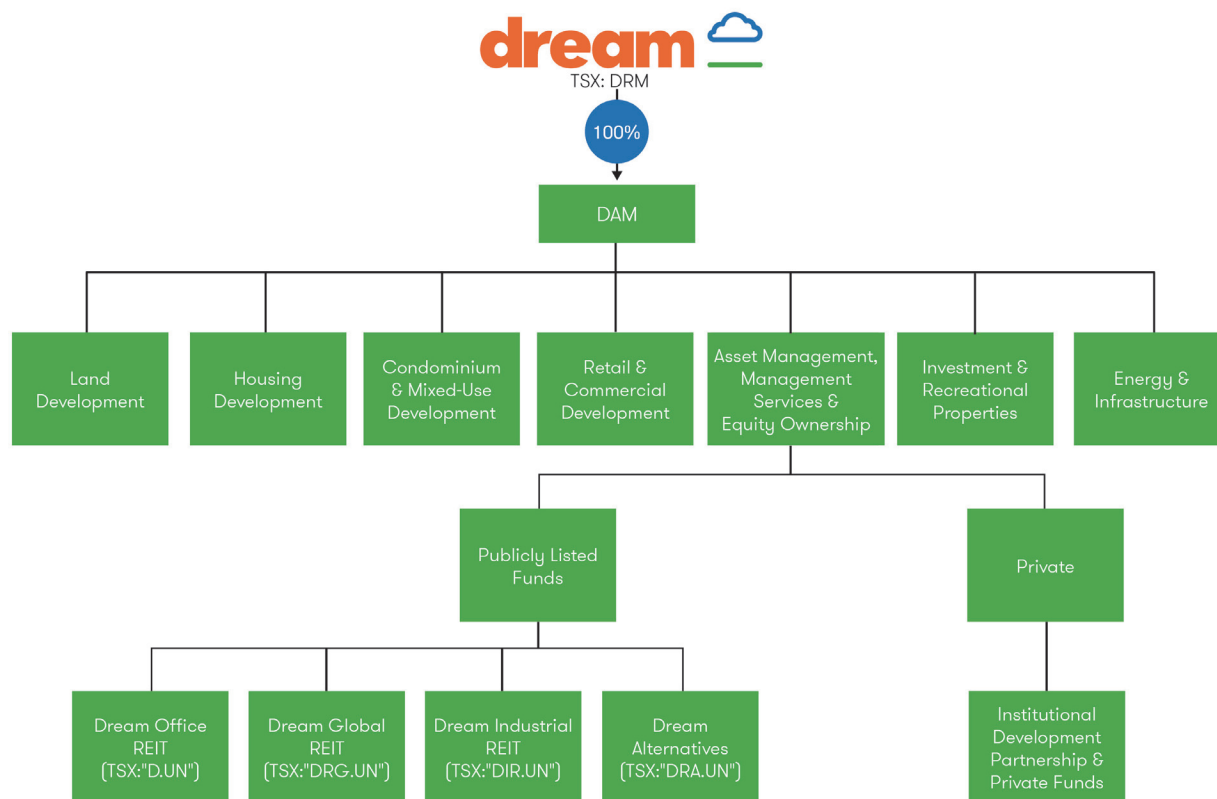 dream
TSX: DRM
100%
DAM
Land
Development
Housing
Development
Condominium
& Mixed-Use
Development
Retail &
Commercial
Development
Asset Management,
Management
Services &
Equity Ownership
Investment &
Recreational
Properties
Energy &
Infrastructure
Publicly Listed
Funds
Private
Dream Office
REIT
(TSX:"D.UN")
Dream Global
REIT
(TSX:"DRG.UN")
Dream Industrial
REIT
(TSX:"DIR.UN")
Dream
Alternatives
(TSX:"DRA.UN")
Institutional
Development
Partnership &
Private Funds